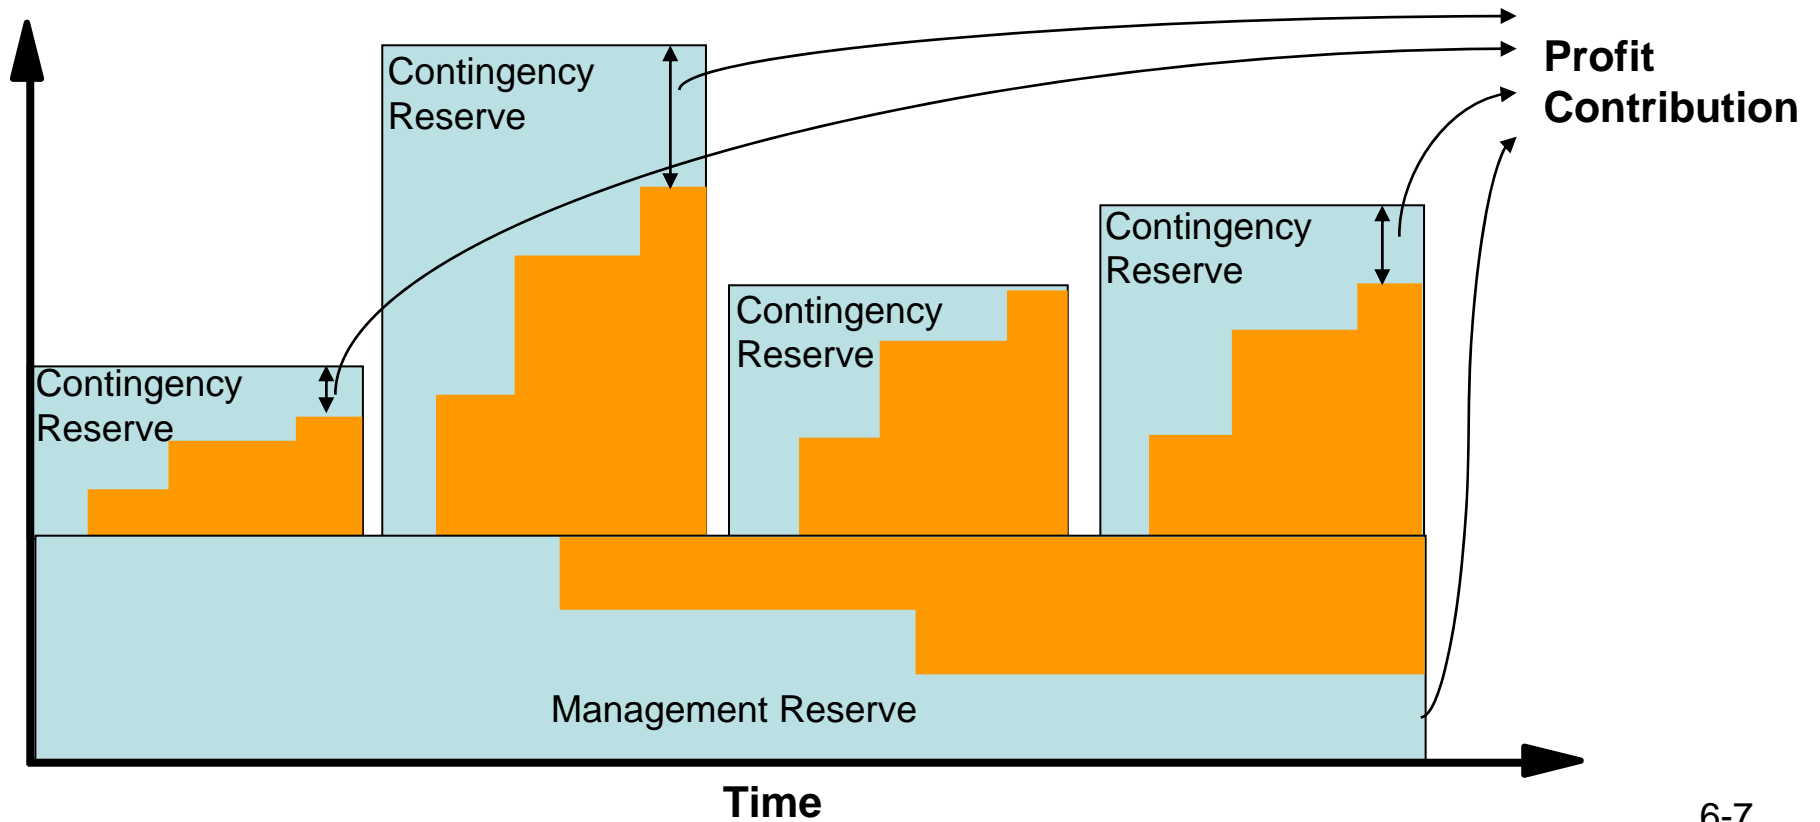 Contingency
Reserve
Contingency
Reserve
Contingency
Reserve
Contingency
Reserve
Profit
Contribution
Management Reserve
Time
6-7